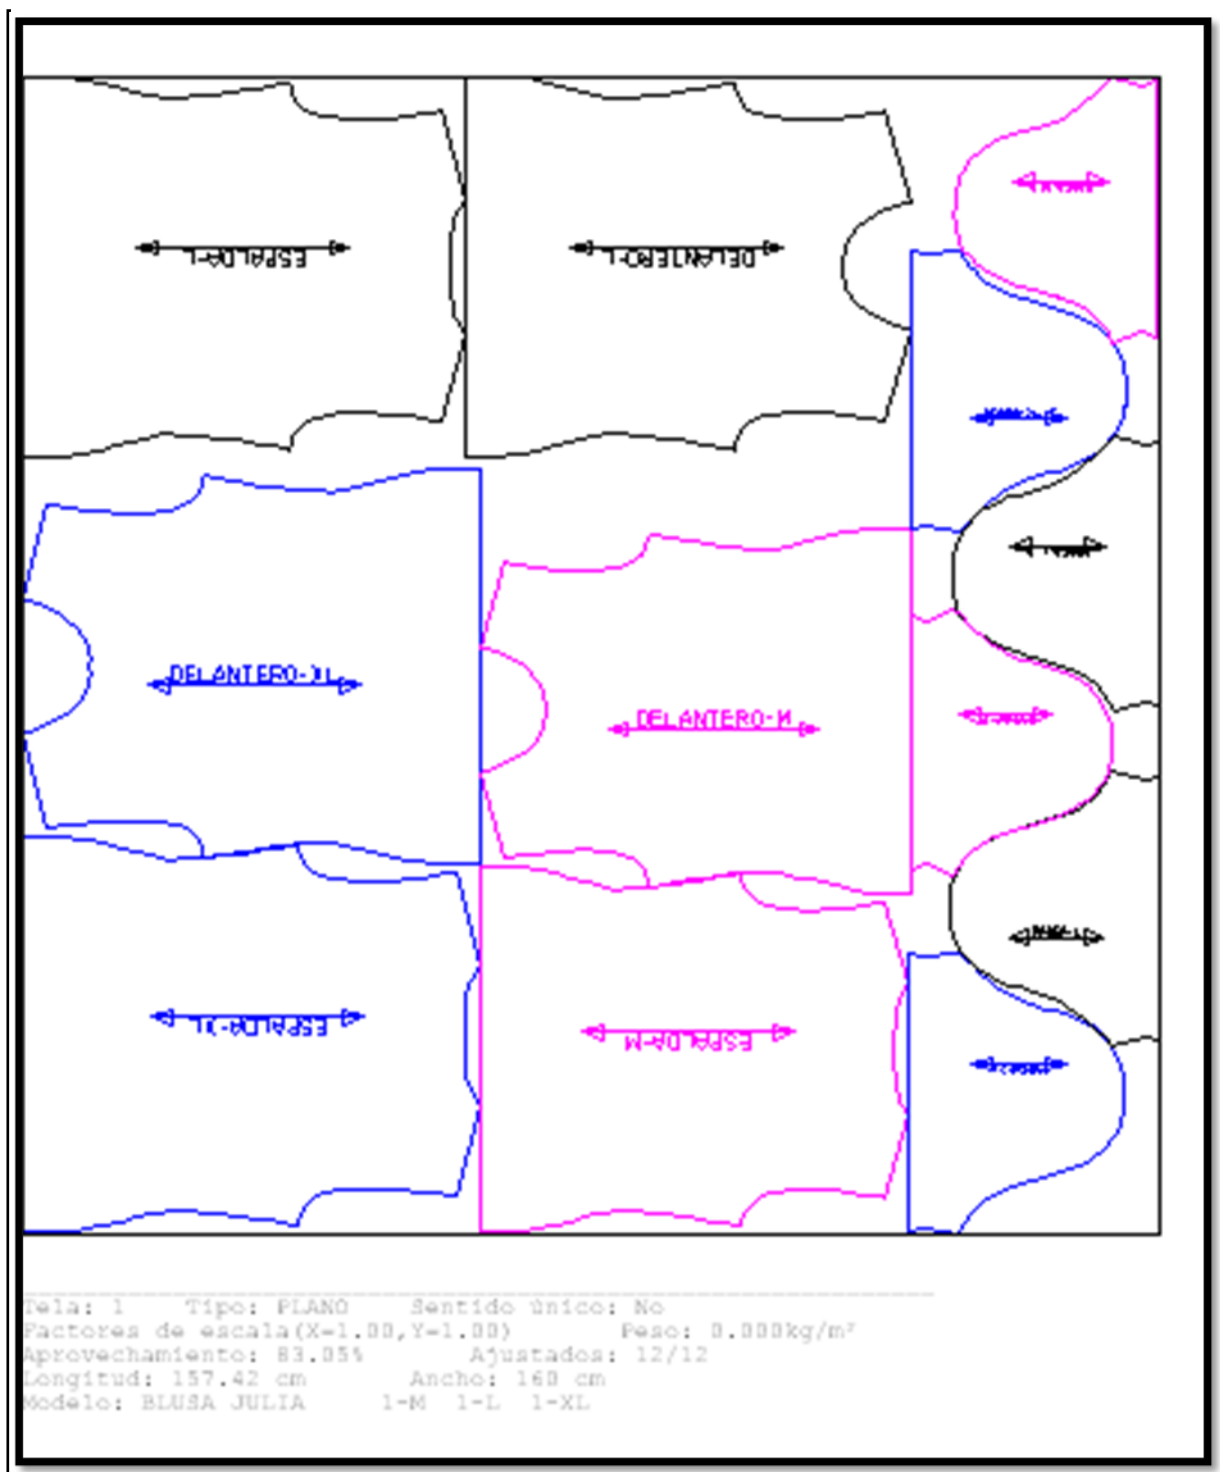 ESPALDA-L
DELANTERO-L
DELANTERO-XL
DELANTERO-M
ESPALDA-XL
ESPALDA-M
Tela: 1 Tipo: PLANO Sentido único: No
Factores de escala(X=1.00,Y=1.00) Peso: 0.000kg/m²
Aprovechamiento: 83.05% Ajustados: 12/12
Longitud: 157.42 cm Ancho: 160 cm
Modelo: BLUSA JULIA 1-M 1-L 1-XL